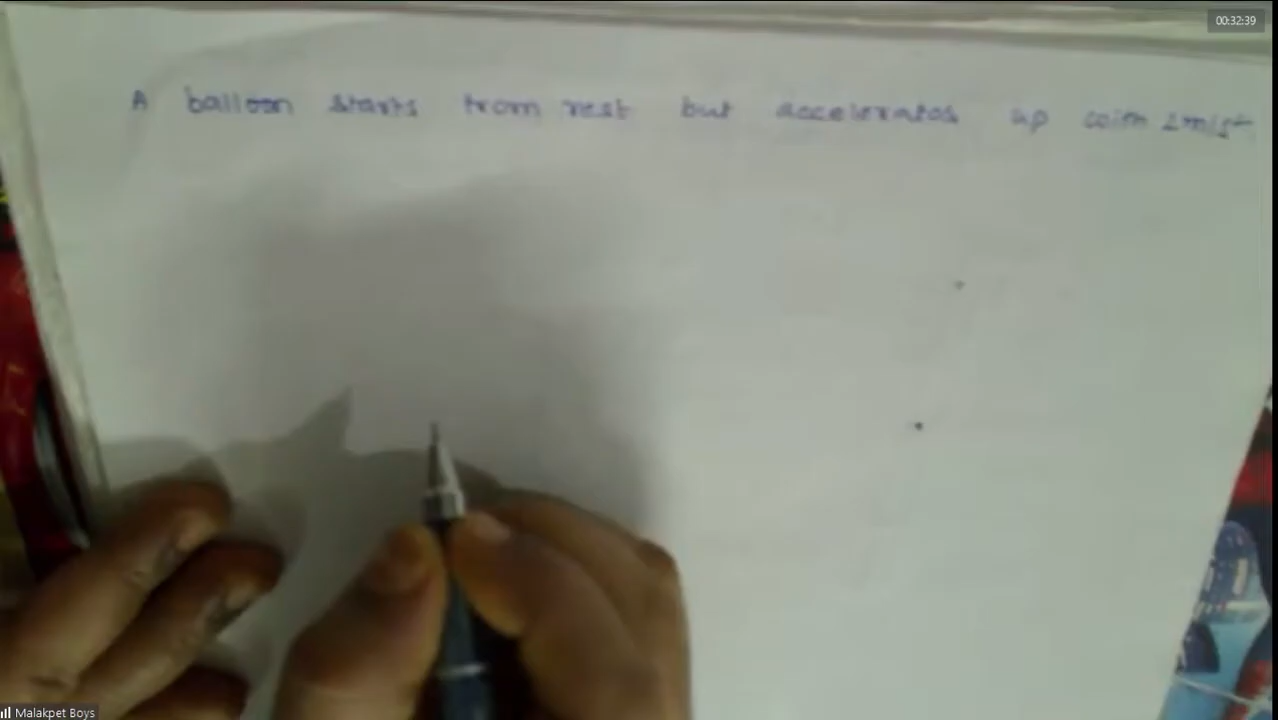 00:32:39
A balloon starts from rest but accelerates up with 2m/s²
Malakpet Boys